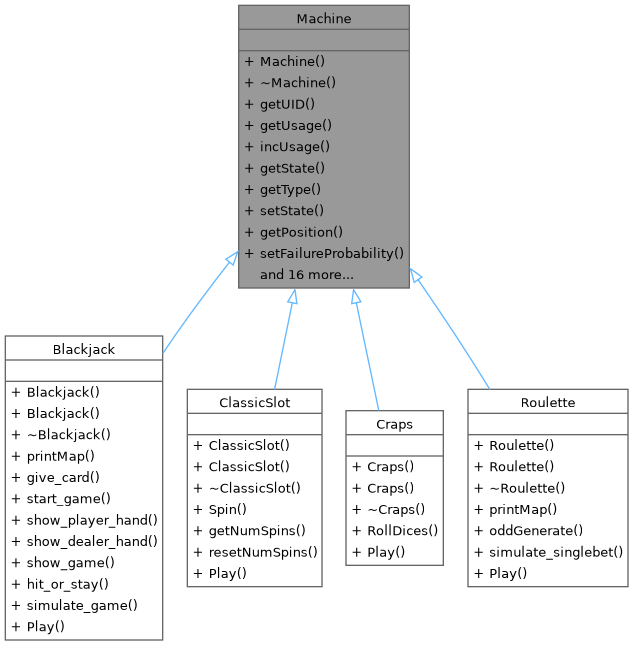 Machine
+ Machine()
+ ~Machine()
+ getUID()
+ getUsage()
+ incUsage()
+ getState()
+ getType()
+ setState()
+ getPosition()
+ setFailureProbability()
and 16 more...
Blackjack
+ Blackjack()
+ Blackjack()
+ ~Blackjack()
+ printMap()
+ give_card()
+ start_game()
+ show_player_hand()
+ show_dealer_hand()
+ show_game()
+ hit_or_stay()
+ simulate_game()
+ Play()
ClassicSlot
+ ClassicSlot()
+ ClassicSlot()
+ ~ClassicSlot()
+ Spin()
+ getNumSpins()
+ resetNumSpins()
+ Play()
Craps
+ Craps()
+ Craps()
+ ~Craps()
+ RollDices()
+ Play()
Roulette
+ Roulette()
+ Roulette()
+ ~Roulette()
+ printMap()
+ oddGenerate()
+ simulate_singlebet()
+ Play()